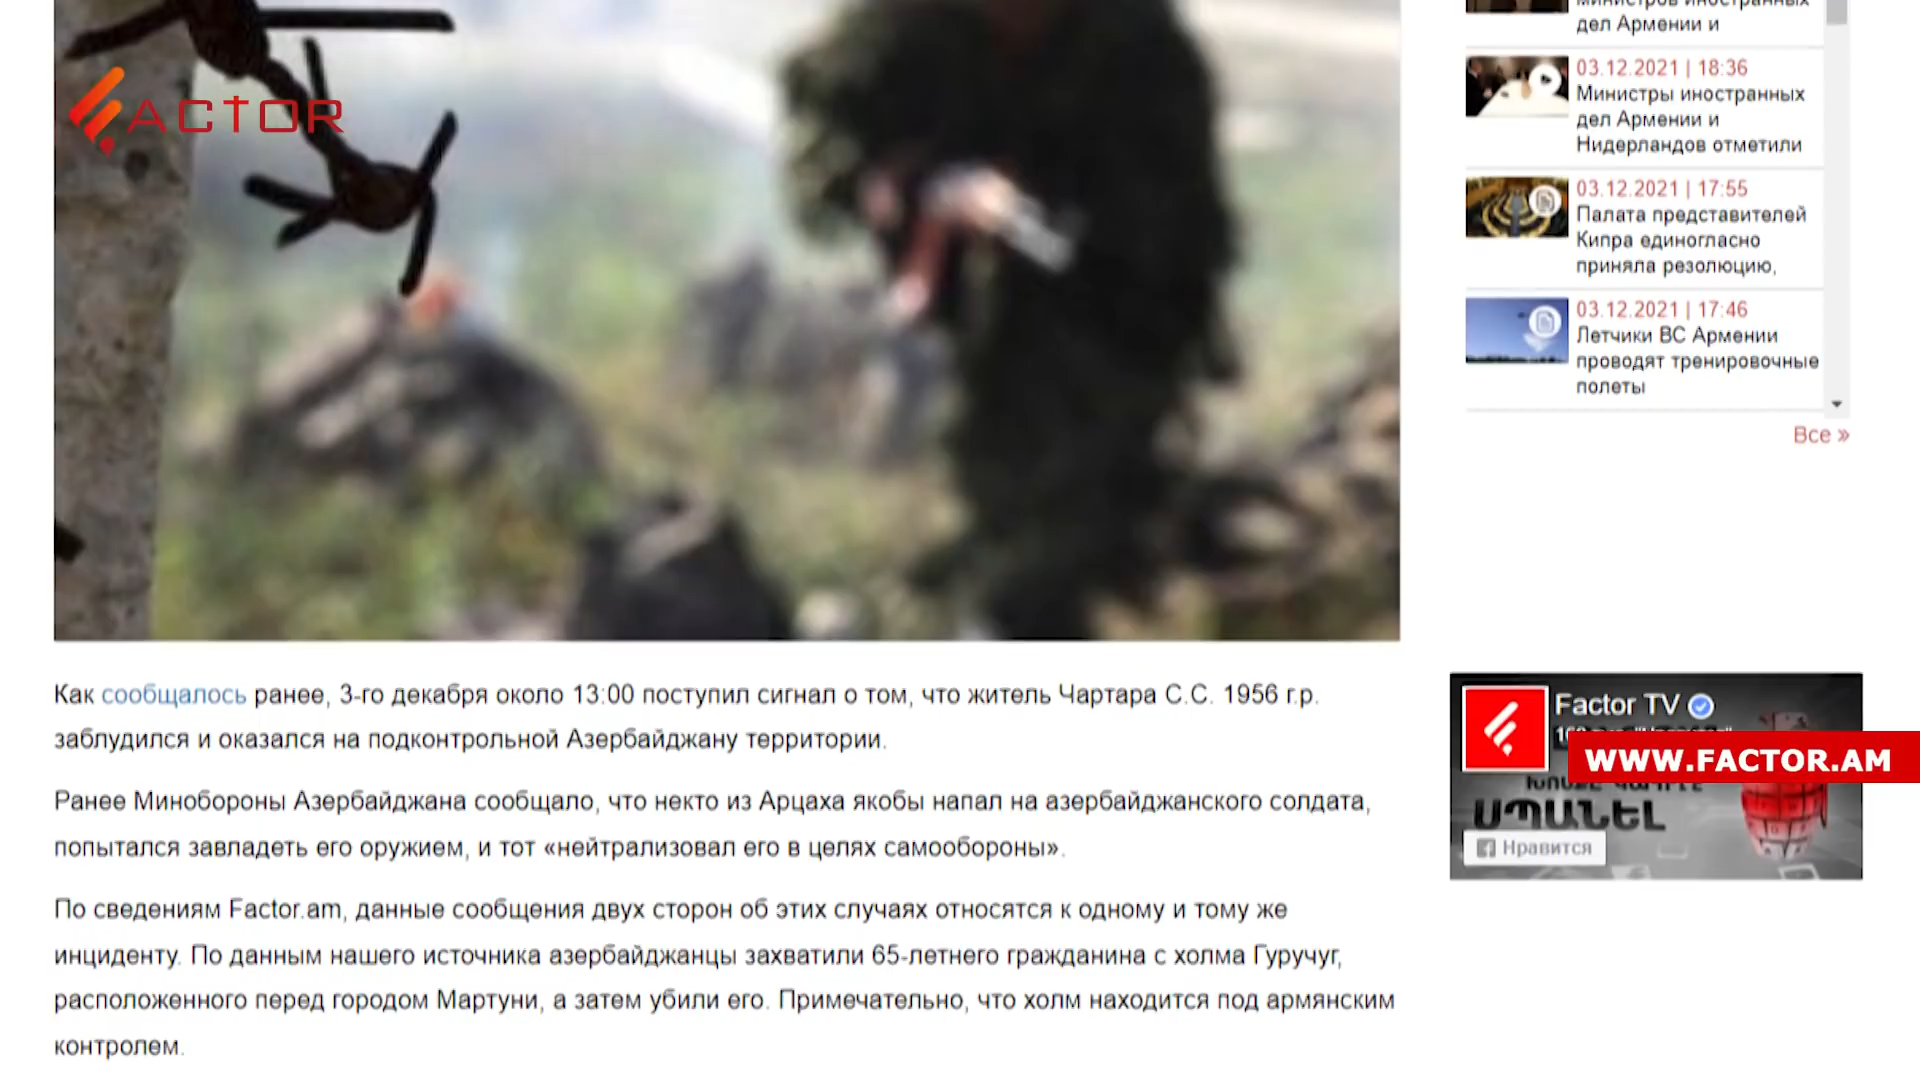 ACTOR
Как сообщалось ранее, 3-го декабря около 13:00 поступил сигнал о том, что житель Чартара С.С. 1956 г.р.
заблудился и оказался на подконтрольной Азербайджану территории.
Ранее Минобороны Азербайджана сообщало, что некто из Арцаха якобы напал на азербайджанского солдата,
попытался завладеть его оружием, и тот «нейтрализовал его в целях самообороны».
По сведениям Factor.am, данные сообщения двух сторон об этих случаях относятся к одному и тому же
инциденту. По данным нашего источника азербайджанцы захватили 65-летнего гражданина с холма Гуручуг,
расположенного перед городом Мартуни, а затем убили его. Примечательно, что холм находится под армянским
контролем.
министров иностранных
дел Армении и
03.12.2021 | 18:36
Министры иностранных
дел Армении и
Нидерландов отметили
03.12.2021 | 17:55
Палата представителей
Кипра единогласно
приняла резолюцию,
03.12.2021 | 17:46
Летчики ВС Армении
проводят тренировочные
полеты
Все »
Factor TV
WWW.FACTOR.AM
ՍՊԱՆԵԼ
Нравится